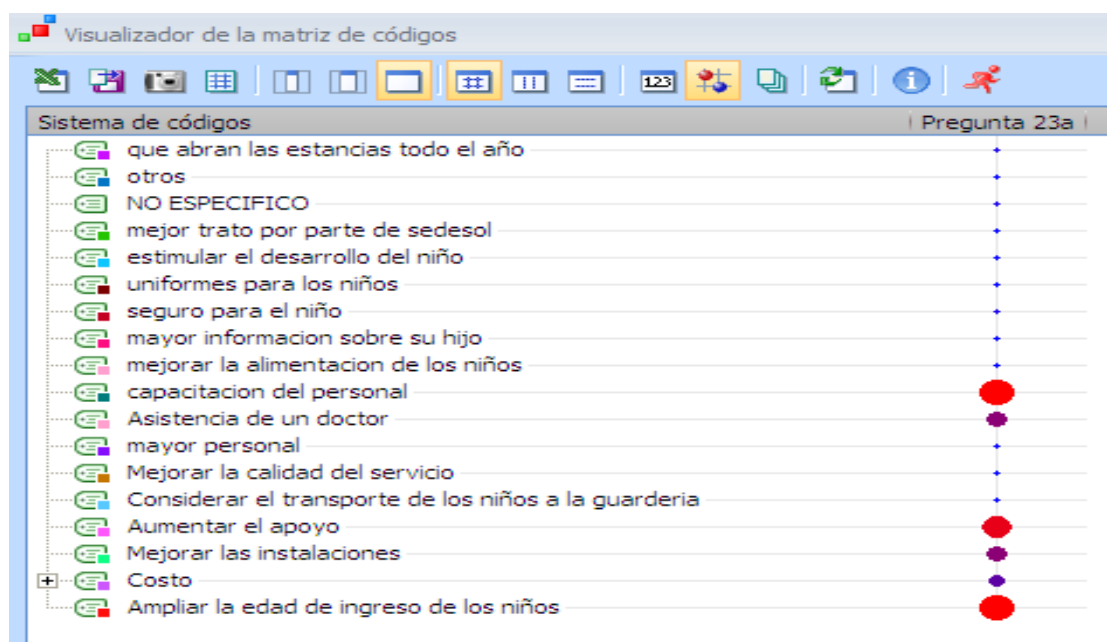 Visualizador de la matriz de códigos
123
Sistema de códigos Pregunta 23a
que abran las estancias todo el año
otros
NO ESPECIFICO
mejor trato por parte de sedesol
estimular el desarrollo del niño
uniformes para los niños
seguro para el niño
mayor informacion sobre su hijo
mejorar la alimentacion de los niños
capacitacion del personal
Asistencia de un doctor
mayor personal
Mejorar la calidad del servicio
Considerar el transporte de los niños a la guarderia
Aumentar el apoyo
Mejorar las instalaciones
Costo
Ampliar la edad de ingreso de los niños